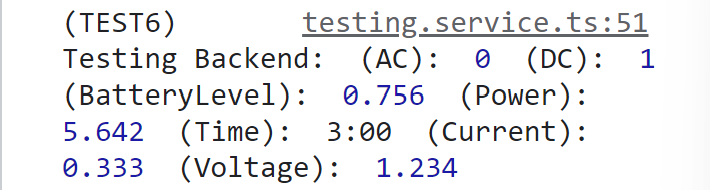 (TEST6) testing.service.ts:51
Testing Backend: (AC): 0 (DC): 1
(BatteryLevel): 0.756 (Power):
5.642 (Time): 3:00 (Current):
0.333 (Voltage): 1.234